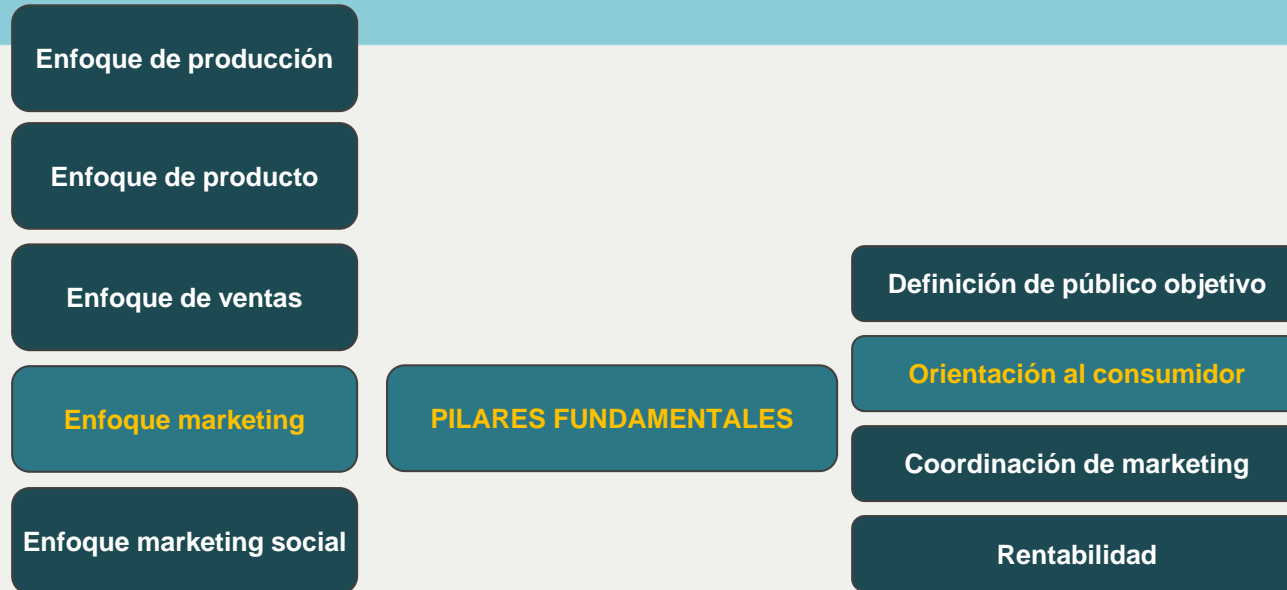 Enfoque de producción
Enfoque de producto
Enfoque de ventas
Enfoque marketing
Enfoque marketing social
PILARES FUNDAMENTALES
Definición de público objetivo
Orientación al consumidor
Coordinación de marketing
Rentabilidad